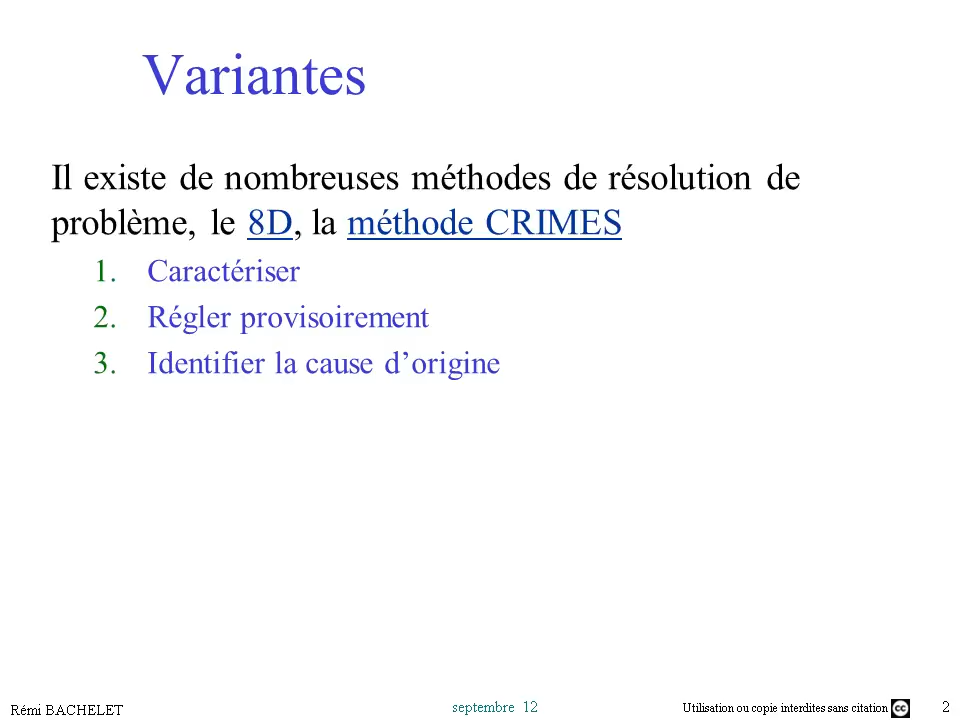 Variantes
Il existe de nombreuses méthodes de résolution de
problème, le 8D, la méthode CRIMES
1. Caractériser
2. Régler provisoirement
3. Identifier la cause d’origine
Rémi BACHELET
septembre 12
Utilisation ou copie interdites sans citation
cc
2